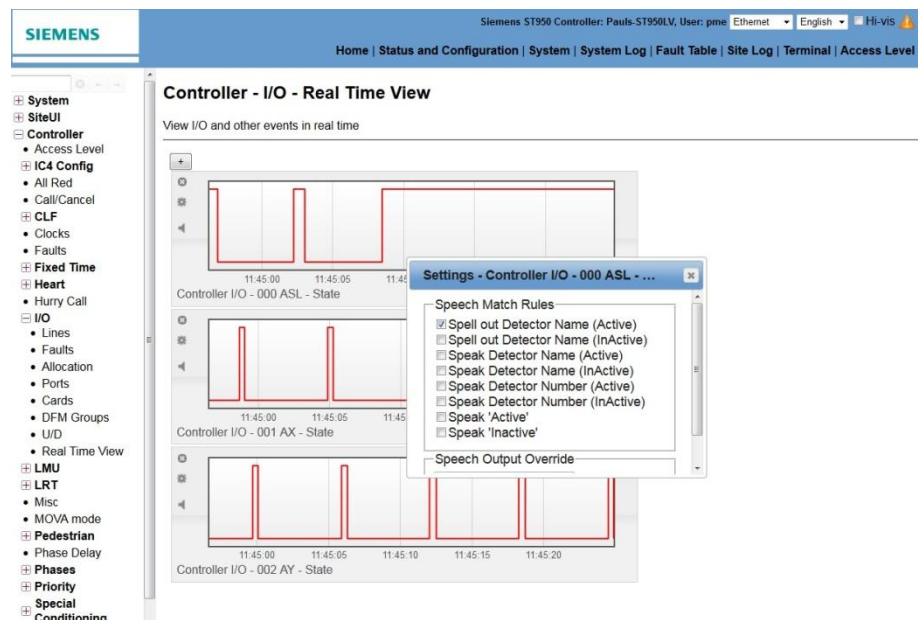 SIEMENS
Siemens ST950 Controller: Pauls-ST950LV, User: pme Ethernet English Hi-vis
Home | Status and Configuration | System | System Log | Fault Table | Site Log | Terminal | Access Level
System
SiteUI
Controller
Access Level
IC4 Config
All Red
Call/Cancel
CLF
Clocks
Faults
Fixed Time
Heart
Hurry Call
I/O
Lines
Faults
Allocation
Ports
Cards
DFM Groups
U/D
Real Time View
LMU
LRT
Misc
MOVA mode
Pedestrian
Phase Delay
Phases
Priority
Special
Conditioning
Controller - I/O - Real Time View
View I/O and other events in real time
+
11:45:00 11:45:05 11:45
Controller I/O - 000 ASL - State
11:45:00 11:45:05 11:45
Controller I/O - 001 AX - State
11:45:00 11:45:05 11:45:10 11:45:15 11:45:20
Controller I/O - 002 AY - State
Settings - Controller I/O - 000 ASL - ...
Speech Match Rules
Spell out Detector Name (Active)
Spell out Detector Name (InActive)
Speak Detector Name (Active)
Speak Detector Name (InActive)
Speak Detector Number (Active)
Speak Detector Number (InActive)
Speak 'Active'
Speak 'Inactive'
Speech Output Override